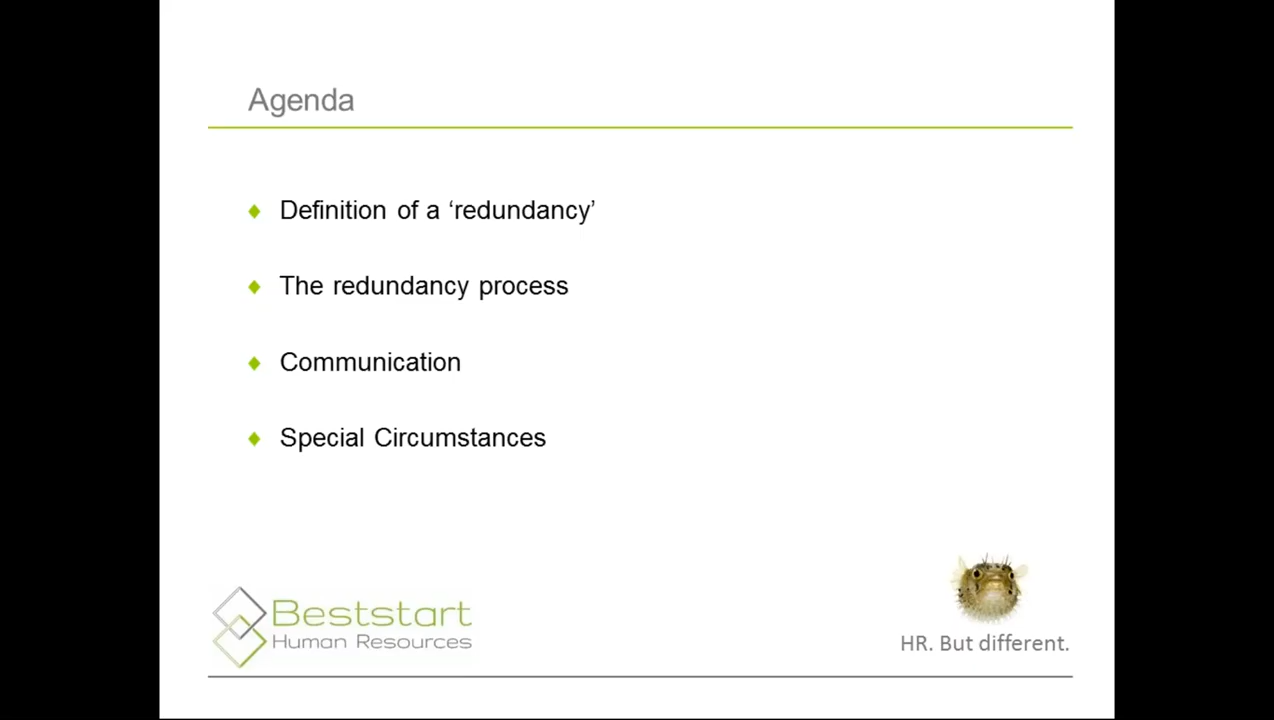 Agenda
Definition of a ‘redundancy’
The redundancy process
Communication
Special Circumstances
Beststart
Human Resources
HR. But different.